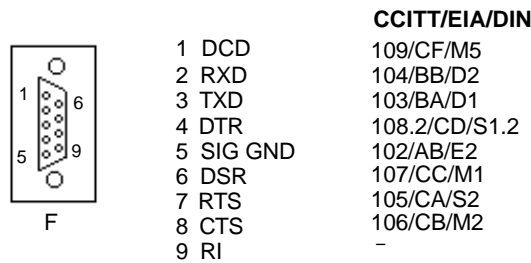 CCITT/EIA/DIN
1 DCD 109/CF/M5
2 RXD 104/BB/D2
3 TXD 103/BA/D1
4 DTR 108.2/CD/S1.2
5 SIG GND 102/AB/E2
6 DSR 107/CC/M1
7 RTS 105/CA/S2
8 CTS 106/CB/M2
9 RI –
1 6
5 9
F